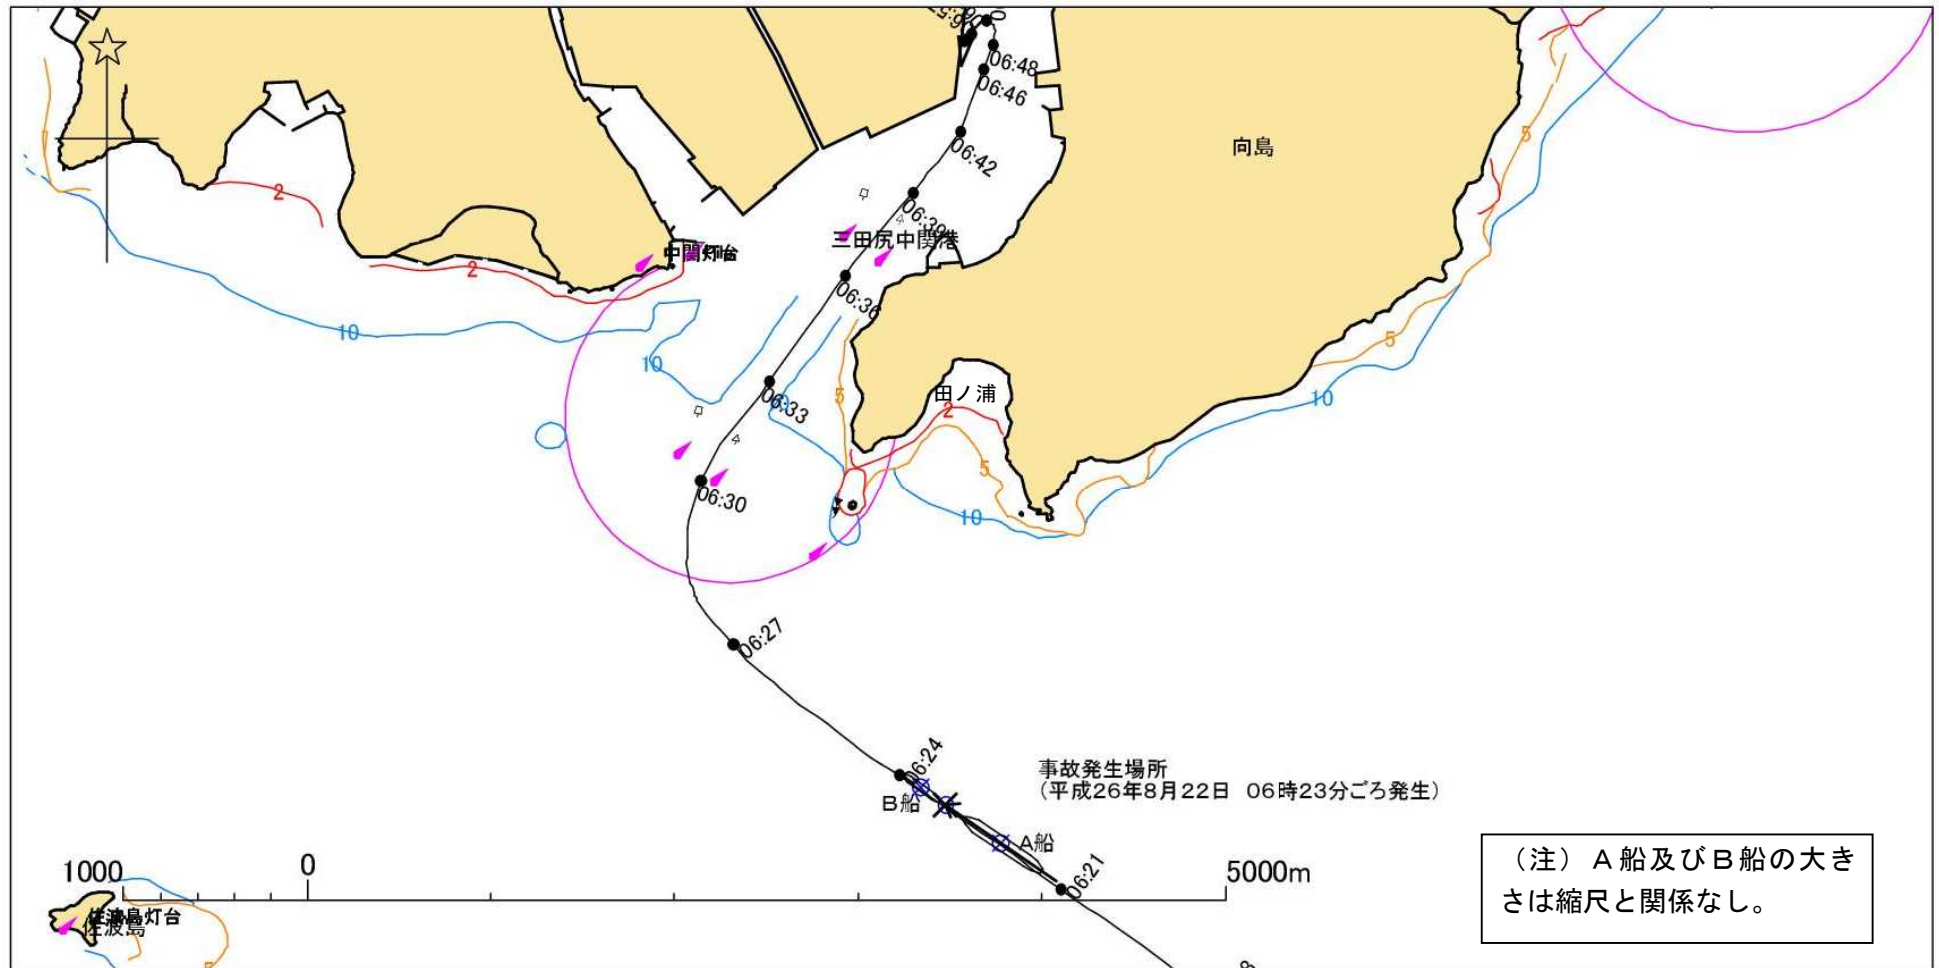 06:48
06:46
向島
06:42
2
5
06:39
三田尻中関港
中関灯台
2
06:36
10
10
5
5
田ノ浦
06:33
10
2
5
06:30
10
06:27
06:24
事故発生場所
(平成26年8月22日 06時23分ごろ発生)
B船
A船
1000
0
06:21
5000m
(注) A船及びB船の大き
さは縮尺と関係なし。
佐波島灯台
佐波島
5